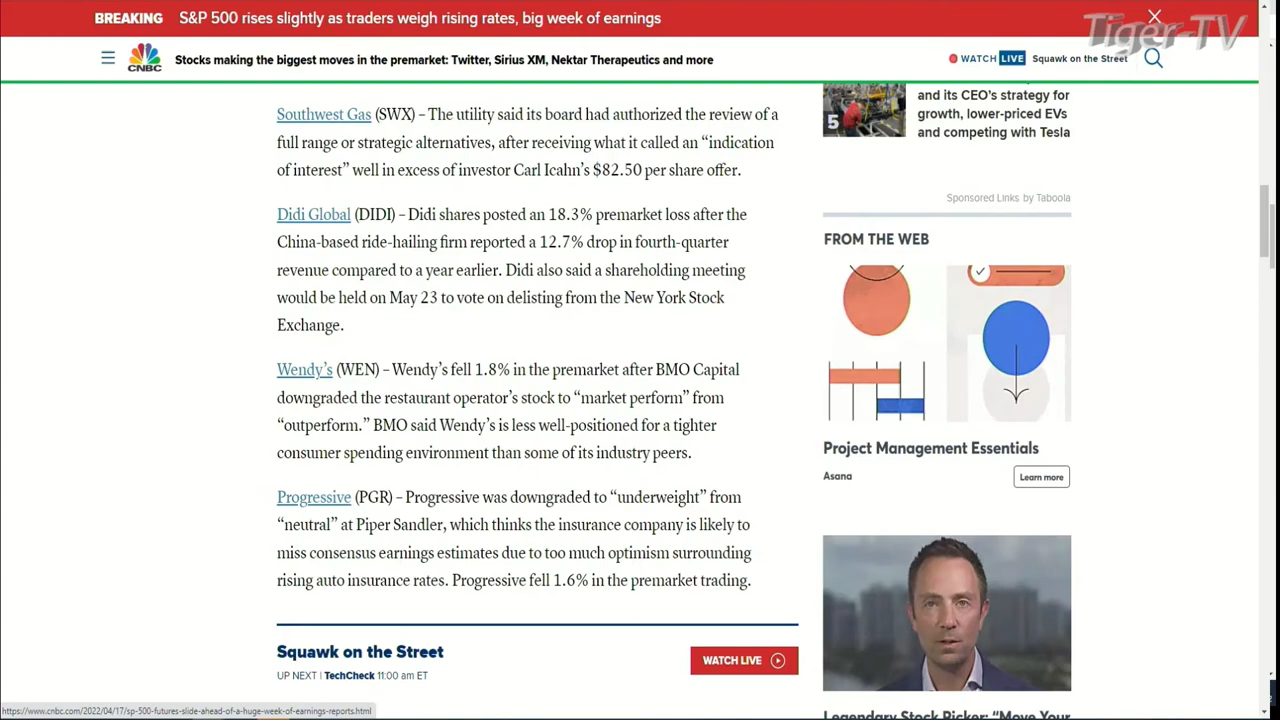 BREAKING S&P 500 rises slightly as traders weigh rising rates, big week of earnings
Tiger-TV
CNBC
Stocks making the biggest moves in the premarket: Twitter, Sirius XM, Nektar Therapeutics and more
WATCH LIVE Squawk on the Street
Southwest Gas (SWX) – The utility said its board had authorized the review of a
full range or strategic alternatives, after receiving what it called an “indication
of interest” well in excess of investor Carl Icahn’s $82.50 per share offer.
Didi Global (DIDI) – Didi shares posted an 18.3% premarket loss after the
China-based ride-hailing firm reported a 12.7% drop in fourth-quarter
revenue compared to a year earlier. Didi also said a shareholding meeting
would be held on May 23 to vote on delisting from the New York Stock
Exchange.
Wendy’s (WEN) – Wendy’s fell 1.8% in the premarket after BMO Capital
downgraded the restaurant operator’s stock to “market perform” from
“outperform.” BMO said Wendy’s is less well-positioned for a tighter
consumer spending environment than some of its industry peers.
Progressive (PGR) – Progressive was downgraded to “underweight” from
“neutral” at Piper Sandler, which thinks the insurance company is likely to
miss consensus earnings estimates due to too much optimism surrounding
rising auto insurance rates. Progressive fell 1.6% in the premarket trading.
Squawk on the Street
UP NEXT | TechCheck 11:00 am ET
WATCH LIVE
5
and its CEO’s strategy for
growth, lower-priced EVs
and competing with Tesla
Sponsored Links by Taboola
FROM THE WEB
Project Management Essentials
Asana
Learn more
Legendary Stock Picker: “Move Your
https://www.cnbc.com/2022/04/17/sp-500-futures-slide-ahead-of-a-huge-week-of-earnings-reports.html